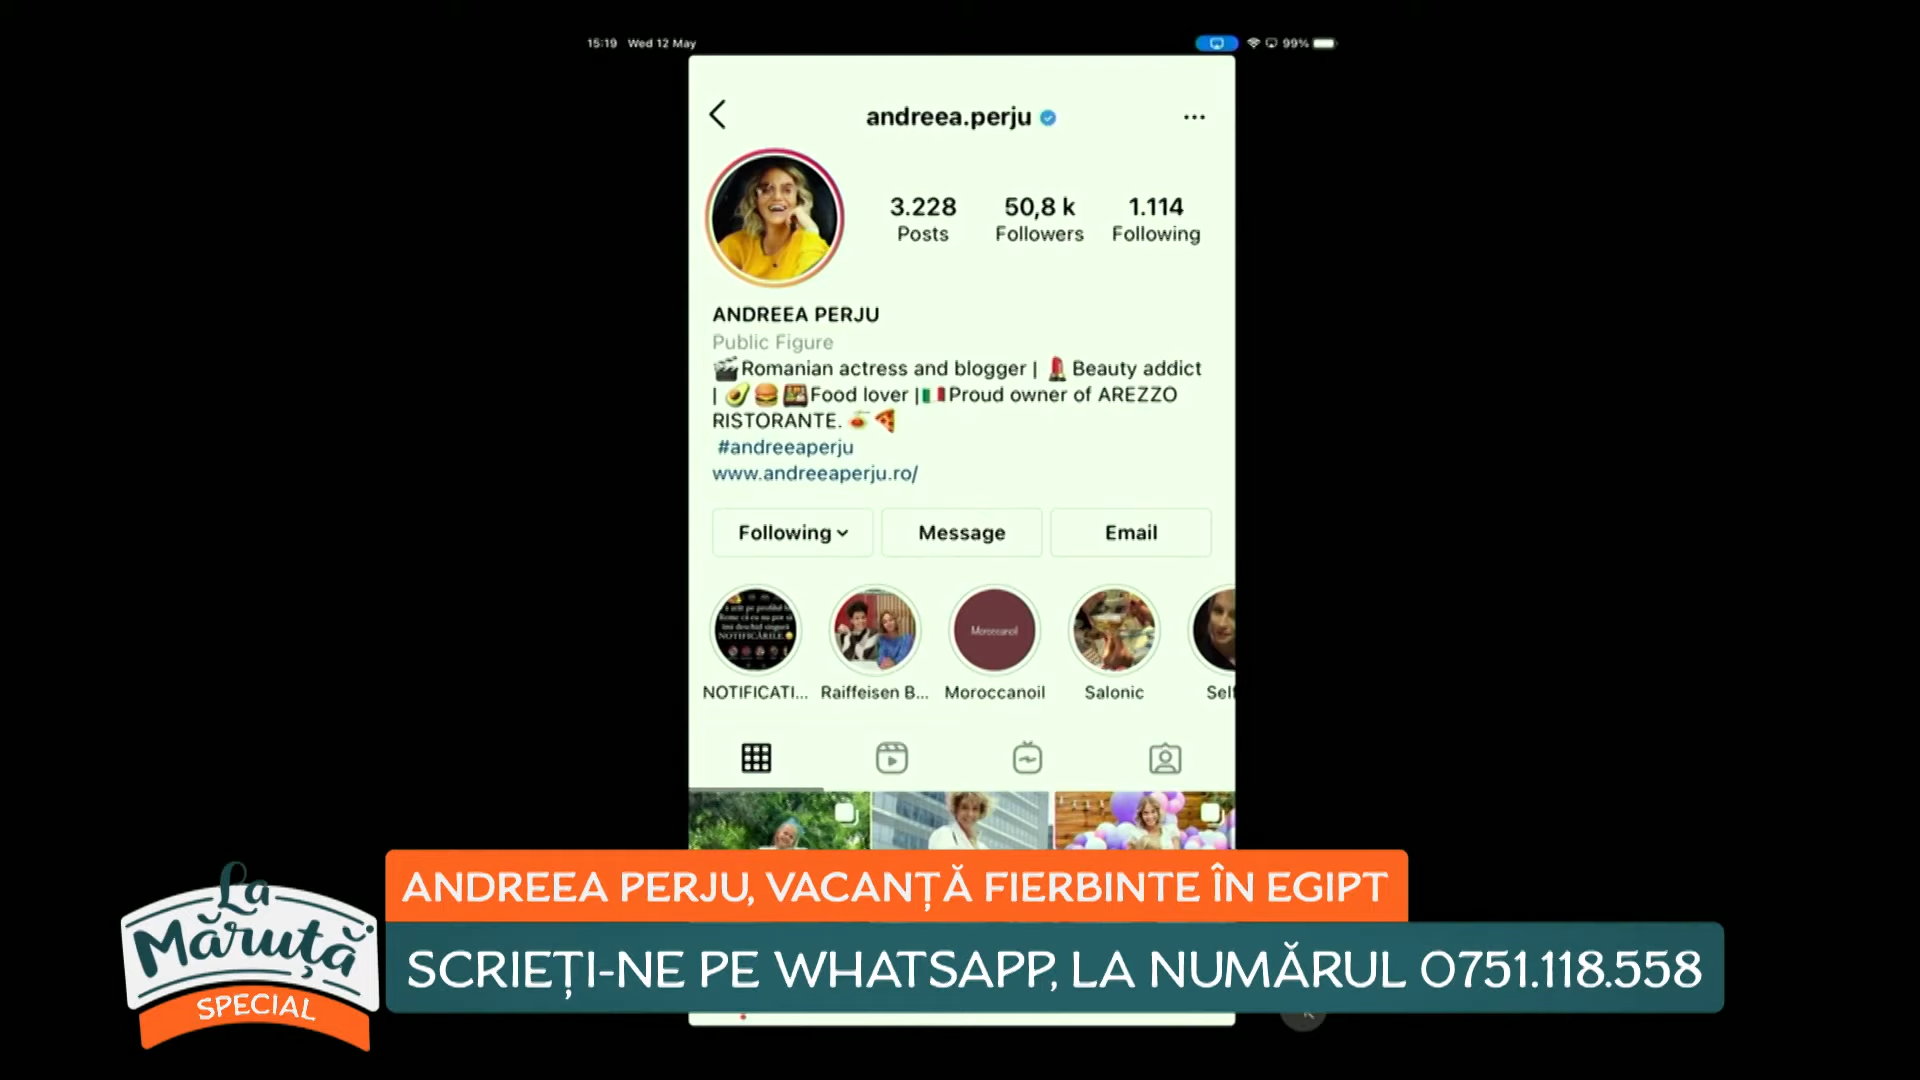 15:19 Wed 12 May
99%
andreea.perju
3.228
50,8 k
1.114
Posts
Followers
Following
ANDREEA PERJU
Public Figure
Romanian actress and blogger | Beauty addict
| Food lover | Proud owner of AREZZO
RISTORANTE.
#andreeaperju
www.andreeaperju.ro/
Following
Message
Email
NOTIFICĂRILE
Moroccanoil
NOTIFICATI...
Raiffeisen B...
Moroccanoil
Salonic
Self
ANDREEA PERJU, VACANȚĂ FIERBINTE ÎN EGIPT
SCRIEȚI-NE PE WHATSAPP, LA NUMĂRUL 0751.118.558
La
Măruță
SPECIAL